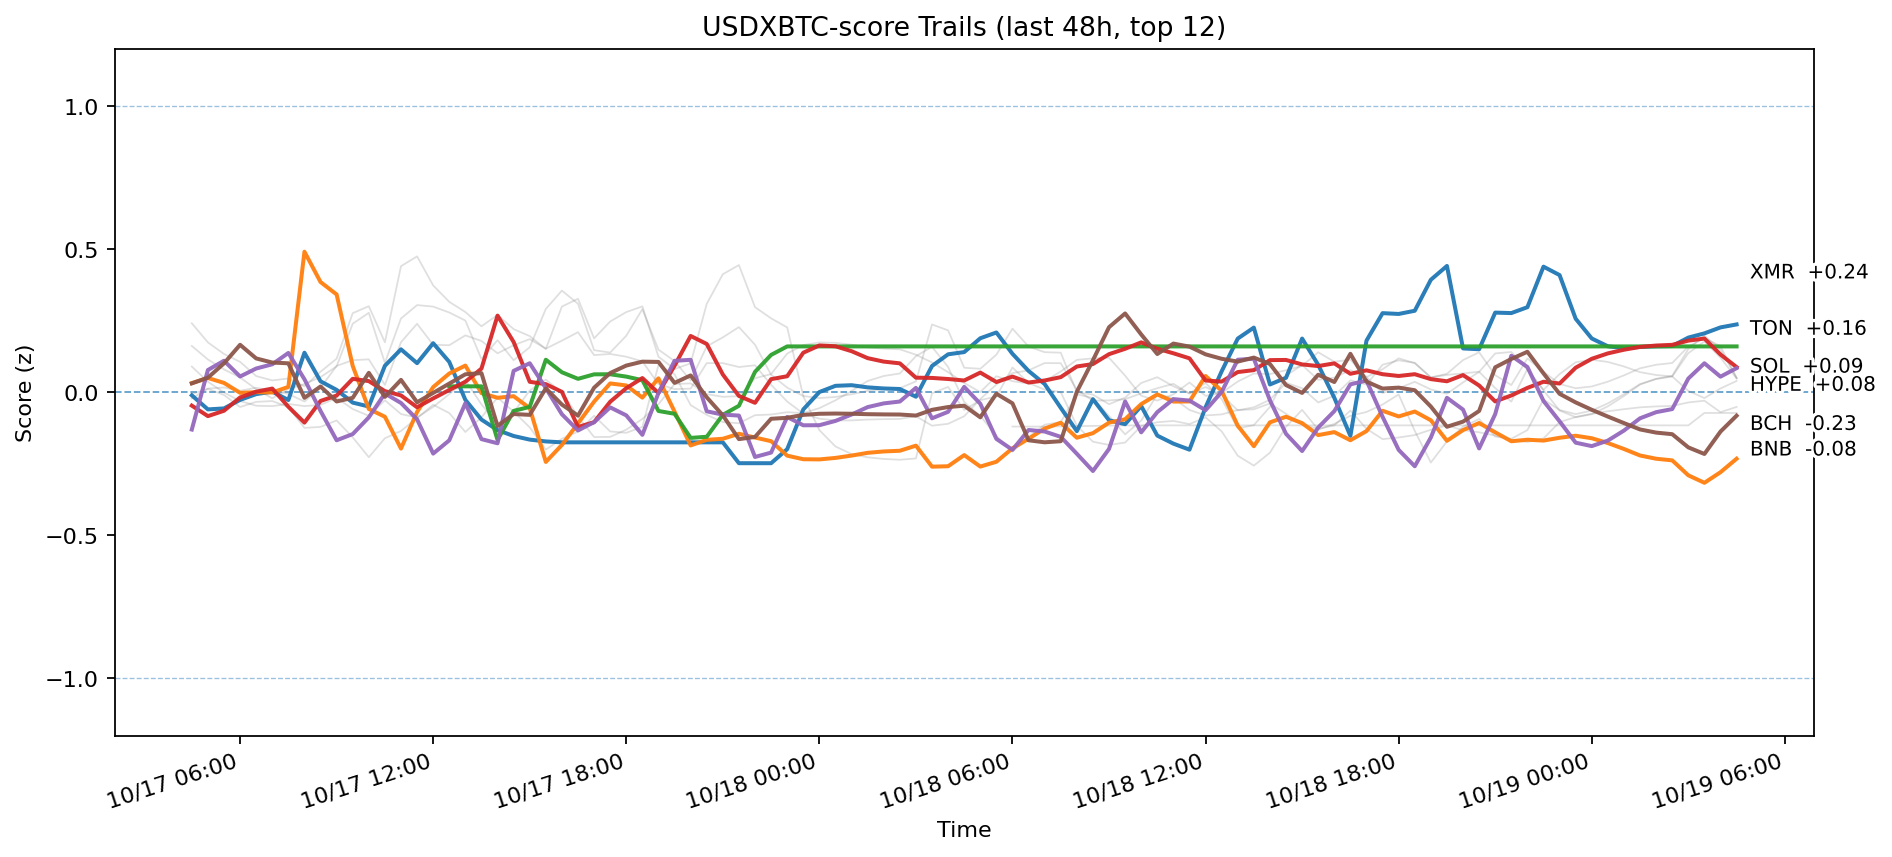 USDXBTC-score Trails (last 48h, top 12)
Score (z)
1.0
0.5
0.0
−0.5
−1.0
XMR +0.24
TON +0.16
SOL +0.09
HYPE +0.08
BCH -0.23
BNB -0.08
10/17 06:00
10/17 12:00
10/17 18:00
10/18 00:00
10/18 06:00
10/18 12:00
10/18 18:00
10/19 00:00
10/19 06:00
Time